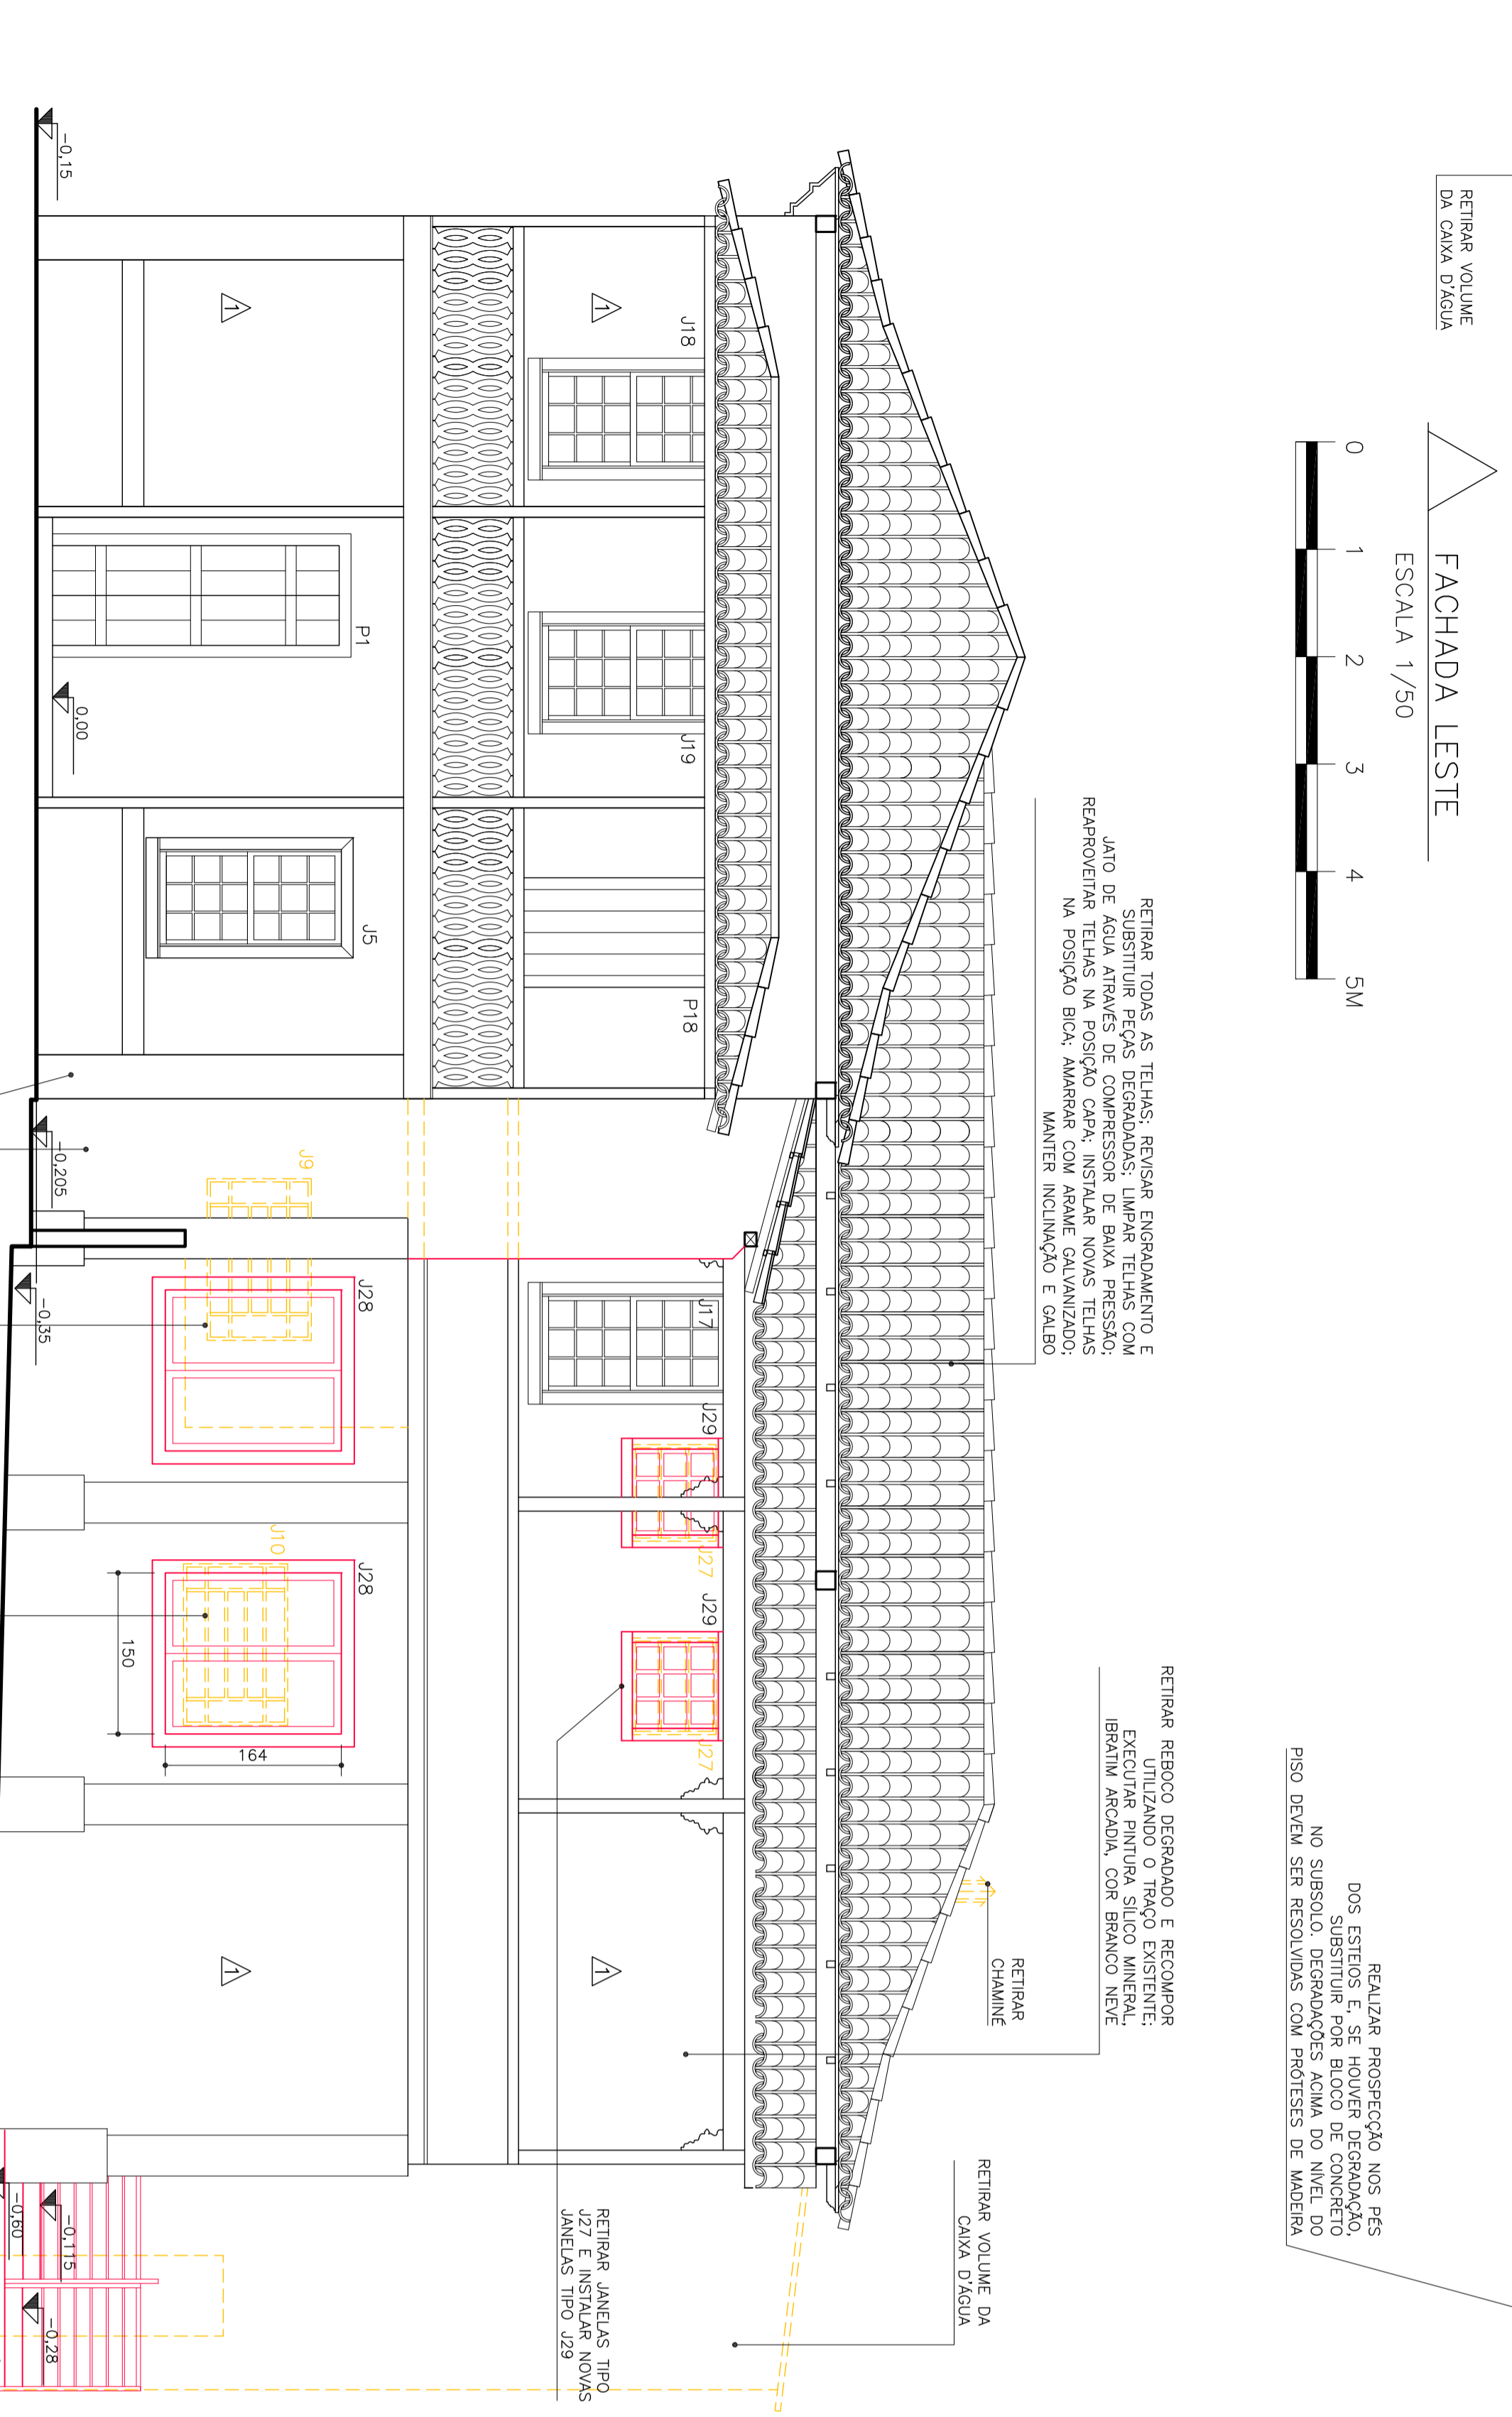 RETIRAR VOLUME
DA CAIXA D'ÁGUA
FACHADA LESTE
ESCALA 1/50
0 1 2 3 4 5M
REALIZAR PROSPECÇÃO NOS PÉS
DOS ESTEIOS E, SE HOUVER DEGRADAÇÃO,
SUBSTITUIR POR BLOCO DE CONCRETO
NO SUBSOLO. DEGRADAÇÕES ACIMA DO NÍVEL DO
PISO DEVEM SER RESOLVIDAS COM PRÓTESES DE MADEIRA
RETIRAR TODAS AS TELHAS; REVISAR ENGRADAMENTO E
SUBSTITUIR PEÇAS DEGRADADAS; LIMPAR TELHAS COM
JATO DE ÁGUA ATRAVÉS DE COMPRESSOR DE BAIXA PRESSÃO;
REAPROVEITAR TELHAS NA POSIÇÃO CAPA; INSTALAR NOVAS TELHAS
NA POSIÇÃO BICA; AMARRAR COM ARAME GALVANIZADO;
MANTER INCLINAÇÃO E GALBO
RETIRAR REBOCO DEGRADADO E RECOMPOR
UTILIZANDO O TRAÇO EXISTENTE;
EXECUTAR PINTURA SÍLICO MINERAL,
IBRATIM ARCADIA, COR BRANCO NEVE
RETIRAR
CHAMINÉ
RETIRAR VOLUME DA
CAIXA D'ÁGUA
J18
J19
P18
J17
J29
J27
J29
J27
1
1
RETIRAR JANELAS TIPO
J27 E INSTALAR NOVAS
JANELAS TIPO J29
P1
J5
J9
J28
J10
J28
1
1
150
164
-0,15
0,00
-0,205
-0,35
-0,60
-0,115
-0,28